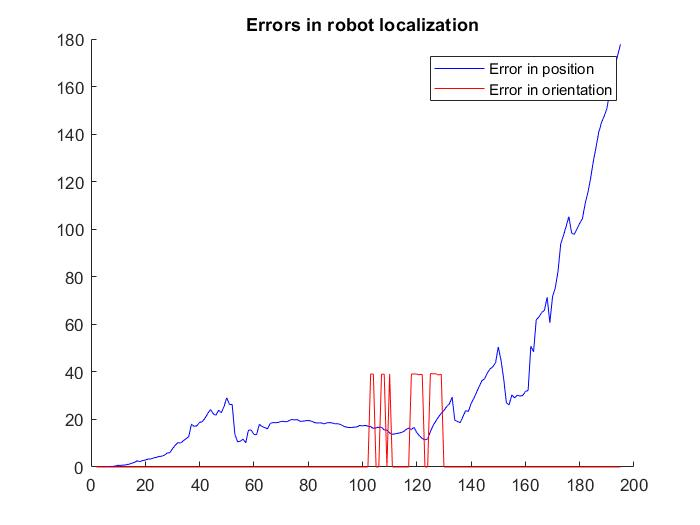 Errors in robot localization
Error in position
Error in orientation
180
160
140
120
100
80
60
40
20
0
0 20 40 60 80 100 120 140 160 180 200